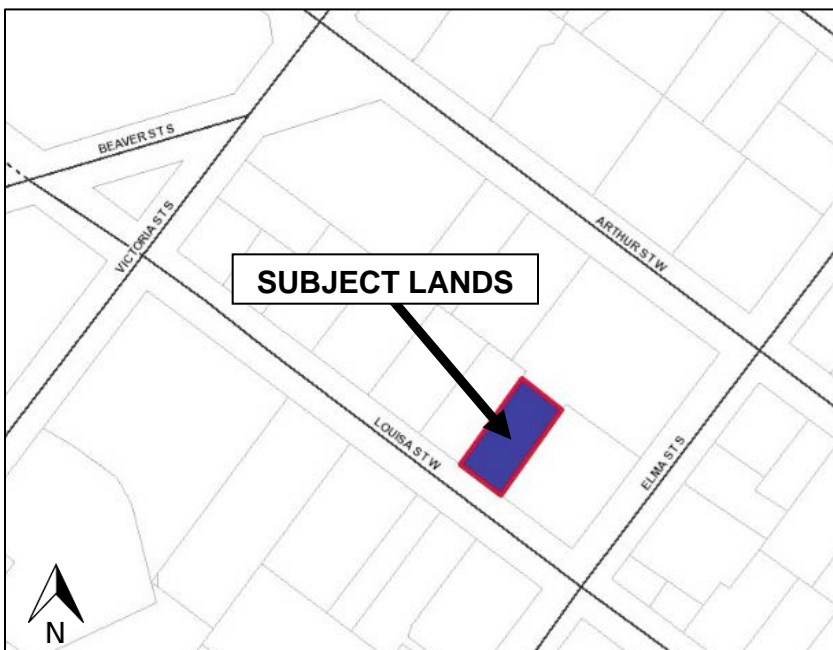 BEAVER ST S
VICTORIA ST S
ARTHUR ST W
SUBJECT LANDS
LOUISA ST W
ELMA ST S
N